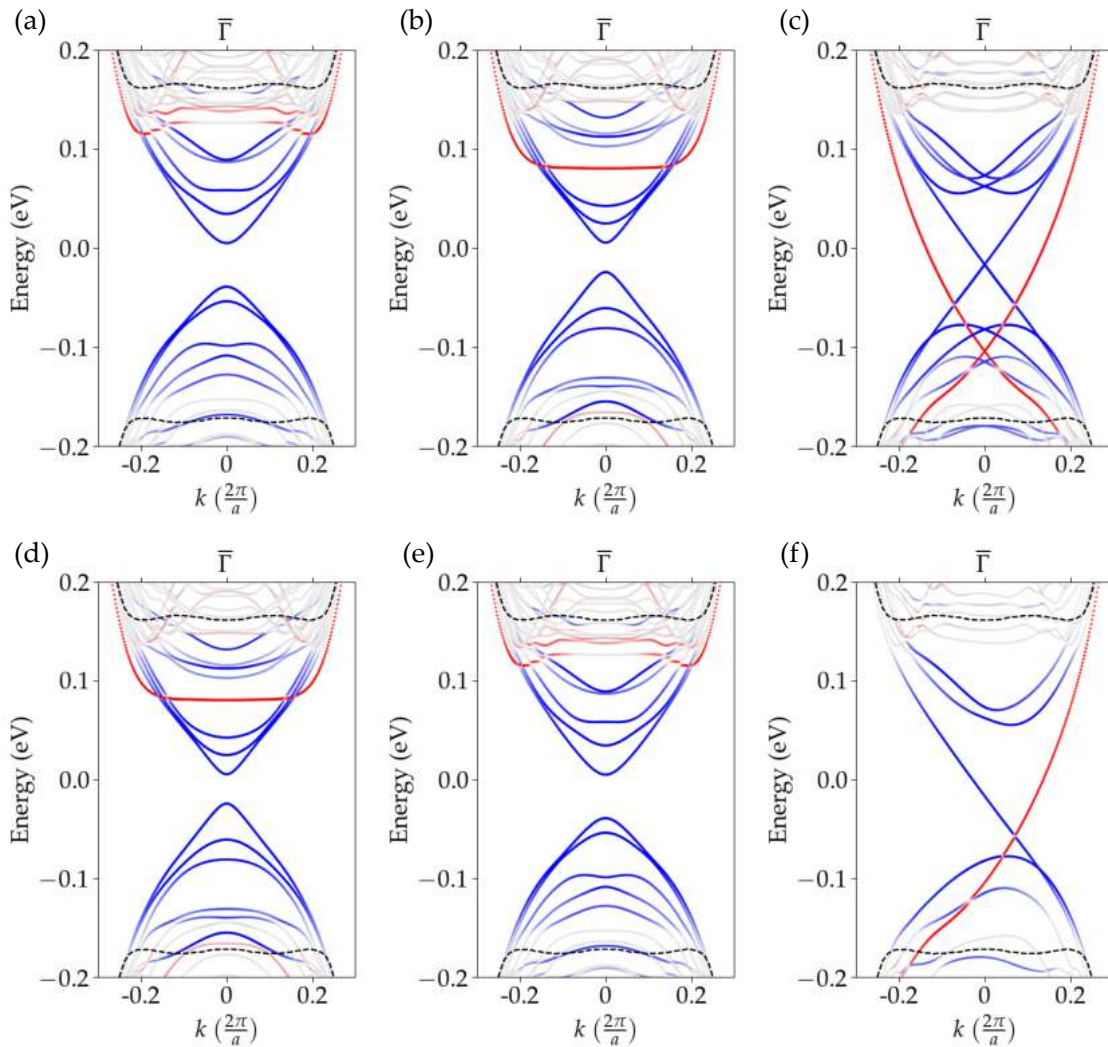 (a) (b) (c)
Γ̅ Γ̅ Γ̅
0.2 0.2 0.2
0.1 0.1 0.1
0.0 0.0 0.0
−0.1 −0.1 −0.1
−0.2 −0.2 −0.2
Energy (eV) Energy (eV) Energy (eV)
-0.2 0 0.2 -0.2 0 0.2 -0.2 0 0.2
k (2π/a) k (2π/a) k (2π/a)
(d) (e) (f)
Γ̅ Γ̅ Γ̅
0.2 0.2 0.2
0.1 0.1 0.1
0.0 0.0 0.0
−0.1 −0.1 −0.1
−0.2 −0.2 −0.2
Energy (eV) Energy (eV) Energy (eV)
-0.2 0 0.2 -0.2 0 0.2 -0.2 0 0.2
k (2π/a) k (2π/a) k (2π/a)